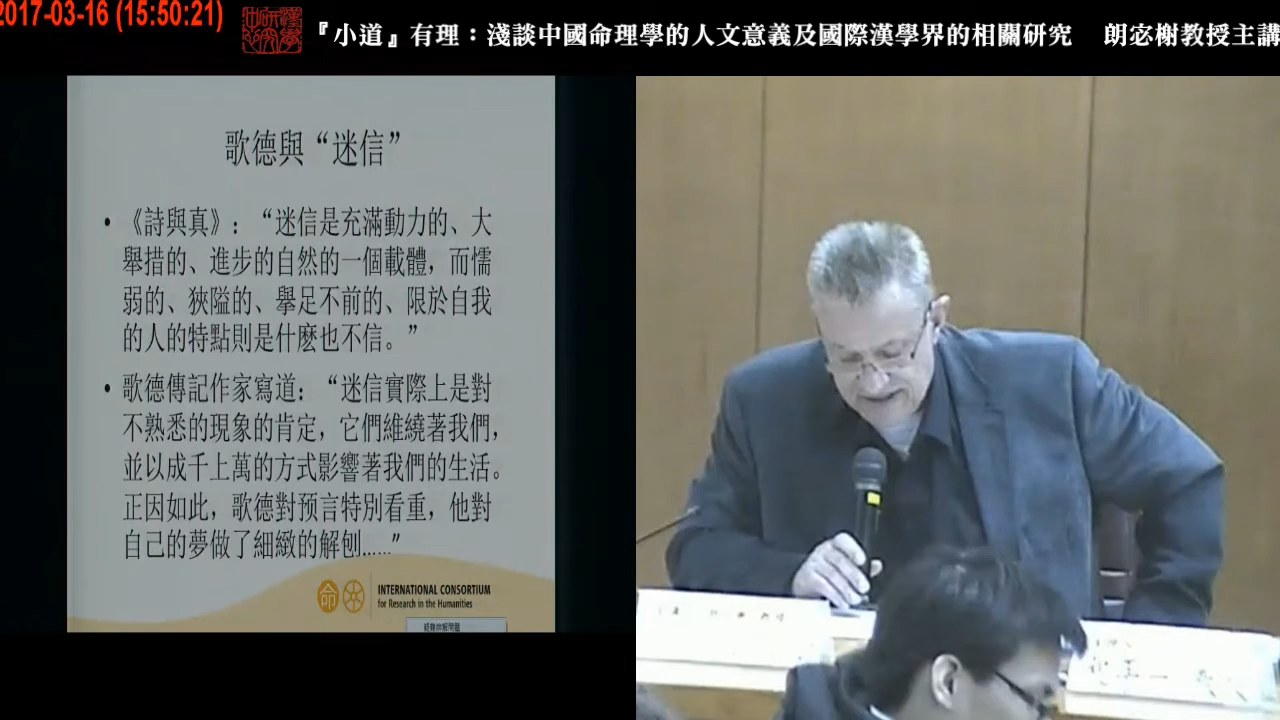 2017-03-16 (15:50:21)
『小道』有理：淺談中國命理學的人文意義及國際漢學界的相關研究 朗宓榭教授主講
歌德與“迷信”
• 《詩與真》：“迷信是充滿動力的、大
舉措的、進步的自然的一個載體，而懦
弱的、狹隘的、擧足不前的、限於自我
的人的特點則是什麽也不信。”
• 歌德傳記作家寫道：“迷信實際上是對
不熟悉的現象的肯定，它們維繞著我們，
並以成千上萬的方式影響著我們的生活。
正因如此，歌德對预言特別看重，他對
自己的夢做了細緻的解刨……”
命
INTERNATIONAL CONSORTIUM
for Research in the Humanities